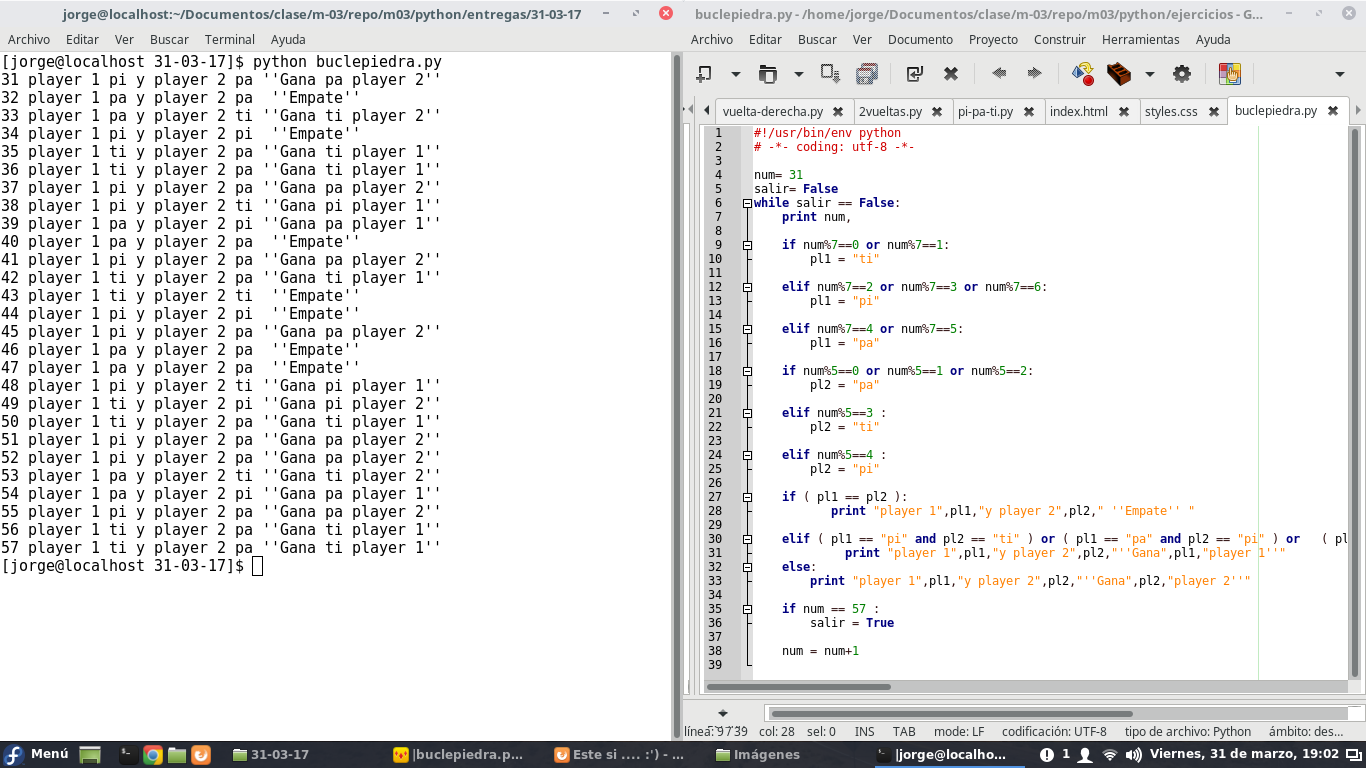 jorge@localhost:~/Documentos/clase/m-03/repo/m03/python/entregas/31-03-17
Archivo Editar Ver Buscar Terminal Ayuda
[jorge@localhost 31-03-17]$ python buclepiedra.py
31 player 1 pi y player 2 pa ''Gana pa player 2''
32 player 1 pa y player 2 pa  ''Empate''
33 player 1 pa y player 2 ti ''Gana ti player 2''
34 player 1 pi y player 2 pi  ''Empate''
35 player 1 ti y player 2 pa ''Gana ti player 1''
36 player 1 ti y player 2 pa ''Gana ti player 1''
37 player 1 pi y player 2 pa ''Gana pa player 2''
38 player 1 pi y player 2 ti ''Gana pi player 1''
39 player 1 pa y player 2 pi ''Gana pa player 1''
40 player 1 pa y player 2 pa  ''Empate''
41 player 1 pi y player 2 pa ''Gana pa player 2''
42 player 1 ti y player 2 pa ''Gana ti player 1''
43 player 1 ti y player 2 ti  ''Empate''
44 player 1 pi y player 2 pi  ''Empate''
45 player 1 pi y player 2 pa ''Gana pa player 2''
46 player 1 pa y player 2 pa  ''Empate''
47 player 1 pa y player 2 pa  ''Empate''
48 player 1 pi y player 2 ti ''Gana pi player 1''
49 player 1 ti y player 2 pi ''Gana pi player 2''
50 player 1 ti y player 2 pa ''Gana ti player 1''
51 player 1 pi y player 2 pa ''Gana pa player 2''
52 player 1 pi y player 2 pa ''Gana pa player 2''
53 player 1 pa y player 2 ti ''Gana ti player 2''
54 player 1 pa y player 2 pi ''Gana pa player 1''
55 player 1 pi y player 2 pa ''Gana pa player 2''
56 player 1 ti y player 2 pa ''Gana ti player 1''
57 player 1 ti y player 2 pa ''Gana ti player 1''
[jorge@localhost 31-03-17]$
buclepiedra.py - /home/jorge/Documentos/clase/m-03/repo/m03/python/ejercicios - G...
Archivo Editar Buscar Ver Documento Proyecto Construir Herramientas Ayuda
vuelta-derecha.py 2vueltas.py pi-pa-ti.py index.html styles.css buclepiedra.py
1 #!/usr/bin/env python
2 # -*- coding: utf-8 -*-
3
4 num= 31
5 salir= False
6 while salir == False:
7     print num,
8
9     if num%7==0 or num%7==1:
10         pl1 = "ti"
11
12     elif num%7==2 or num%7==3 or num%7==6:
13         pl1 = "pi"
14
15     elif num%7==4 or num%7==5:
16         pl1 = "pa"
17
18     if num%5==0 or num%5==1 or num%5==2:
19         pl2 = "pa"
20
21     elif num%5==3 :
22         pl2 = "ti"
23
24     elif num%5==4 :
25         pl2 = "pi"
26
27     if ( pl1 == pl2 ):
28            print "player 1",pl1,"y player 2",pl2," ''Empate'' "
29
30     elif ( pl1 == "pi" and pl2 == "ti" ) or ( pl1 == "pa" and pl2 == "pi" ) or   ( pl
31              print "player 1",pl1,"y player 2",pl2,"''Gana",pl1,"player 1''"
32     else:
33         print "player 1",pl1,"y player 2",pl2,"''Gana",pl2,"player 2''"
34
35     if num == 57 :
36         salir = True
37
38     num = num+1
39
col: 28 sel: 0 INS TAB mode: LF codificación: UTF-8 tipo de archivo: Python ámbito: des...
Menú 31-03-17 |buclepiedra.p... Este si .... :') - ... Imágenes |jorge@localho... 1 Viernes, 31 de marzo, 19:02